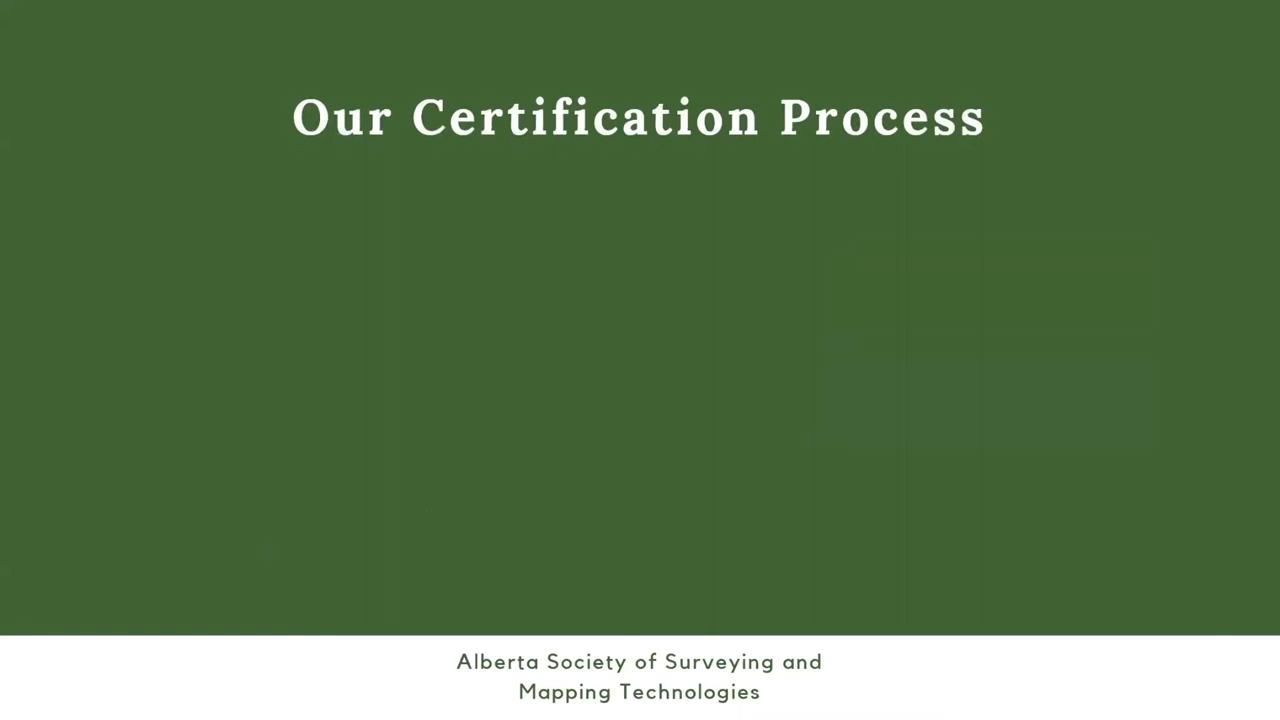 Our Certification Process
Alberta Society of Surveying and
Mapping Technologies